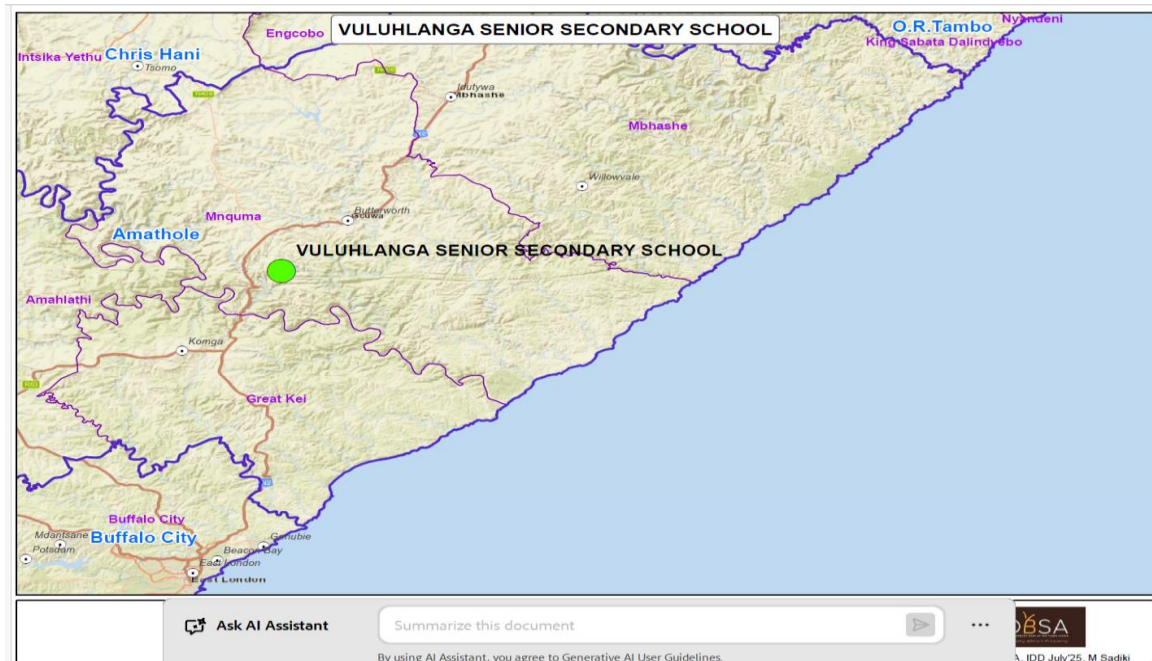 VULUHLANGA SENIOR SECONDARY SCHOOL
Engcobo
O.R.Tambo
Nyandeni
King Sabata Dalindyebo
Intsika Yethu
Chris Hani
Tsomo
Idutywa
Mbhashe
Mbhashe
Willowvale
Mnquma
Butterworth
Gcuwa
Amathole
VULUHLANGA SENIOR SECONDARY SCHOOL
Amahlathi
Komga
Great Kei
Buffalo City
Buffalo City
Mdantsane
Potsdam
Gonubie
Beacon Bay
East London
East London
Ask AI Assistant
Summarize this document
By using AI Assistant, you agree to Generative AI User Guidelines.
IDD July'25, M Sadiki